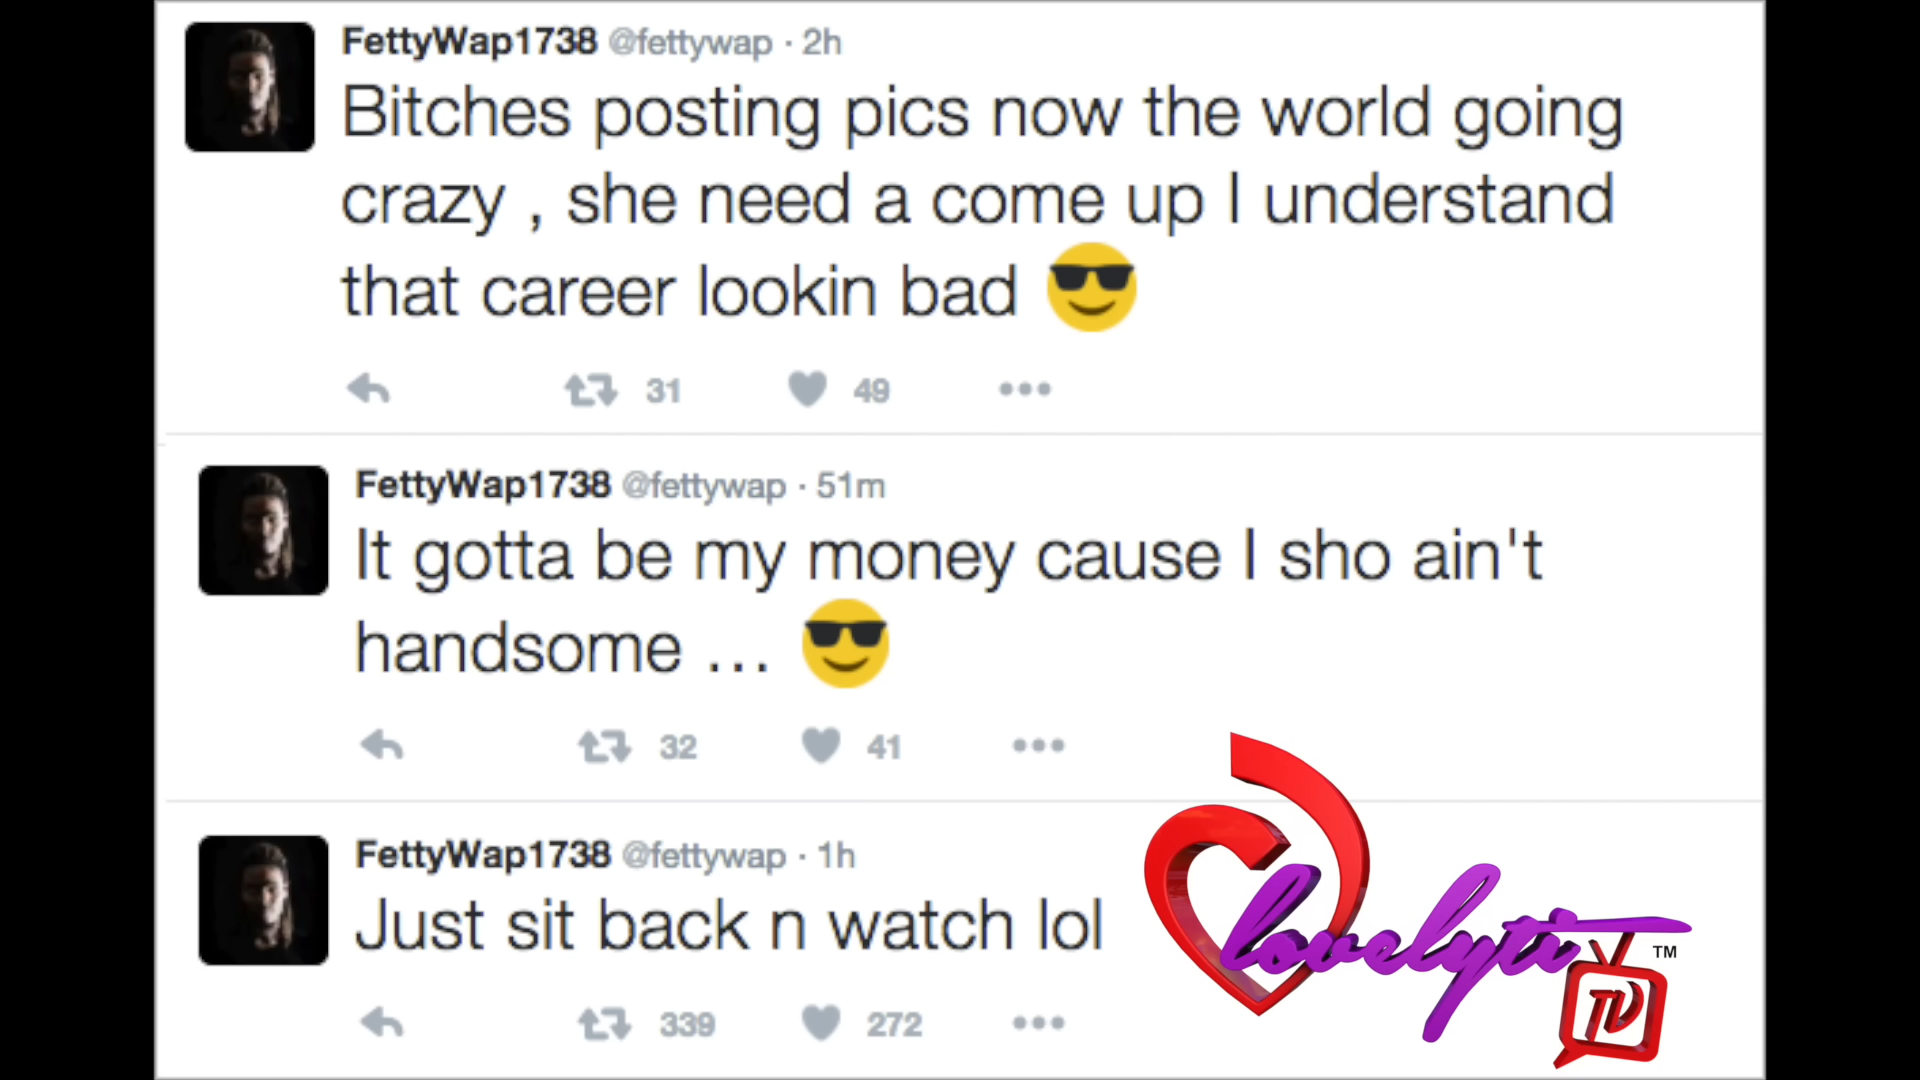 FettyWap1738 @fettywap · 2h
Bitches posting pics now the world going
crazy , she need a come up I understand
that career lookin bad 😎
31 49
FettyWap1738 @fettywap · 51m
It gotta be my money cause I sho ain't
handsome ... 😎
32 41
FettyWap1738 @fettywap · 1h
Just sit back n watch lol
339 272
lovelyti TM
TV